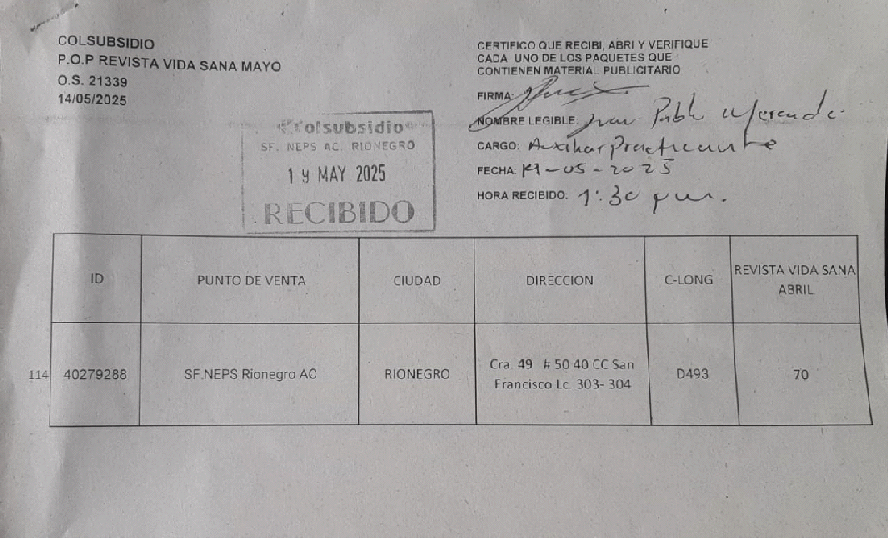 COLSUBSIDIO
P.O.P REVISTA VIDA SANA MAYO
O.S. 21339
14/05/2025
CERTIFICO QUE RECIBI, ABRI Y VERIFIQUE
CADA UNO DE LOS PAQUETES QUE
CONTIENEN MATERIAL PUBLICITARIO
FIRMA:
NOMBRE LEGIBLE: Juan Pablo
CARGO: Auxiliar Practicante
FECHA 19-05-2025
HORA RECIBIDO. 1:30 pm.
Colsubsidio
SF. NEPS AC. RIONEGRO
19 MAY 2025
RECIBIDO
ID PUNTO DE VENTA CIUDAD DIRECCION C-LONG REVISTA VIDA SANA
ABRIL
114 40279288 SF.NEPS Rionegro AC RIONEGRO Cra. 49 # 50 40 CC San
Francisco Lc 303- 304 D493 70